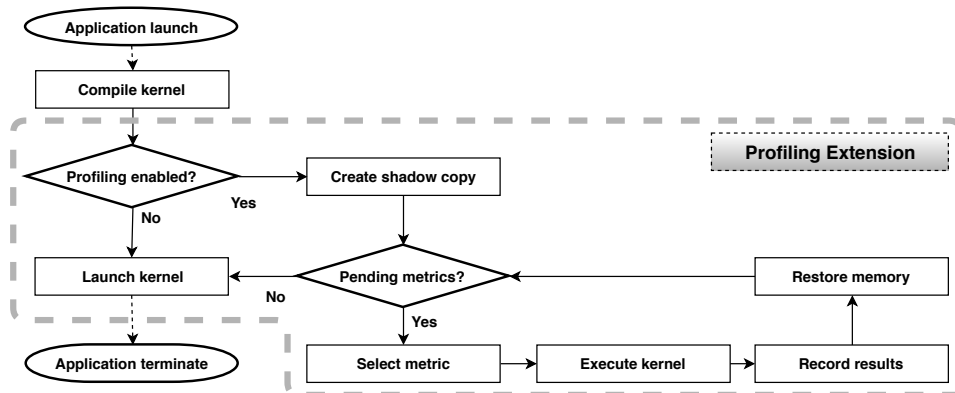 Application launch
Compile kernel
Profiling Extension
Profiling enabled?
Create shadow copy
Yes
No
Launch kernel
Pending metrics?
Restore memory
No
Yes
Application terminate
Select metric
Execute kernel
Record results